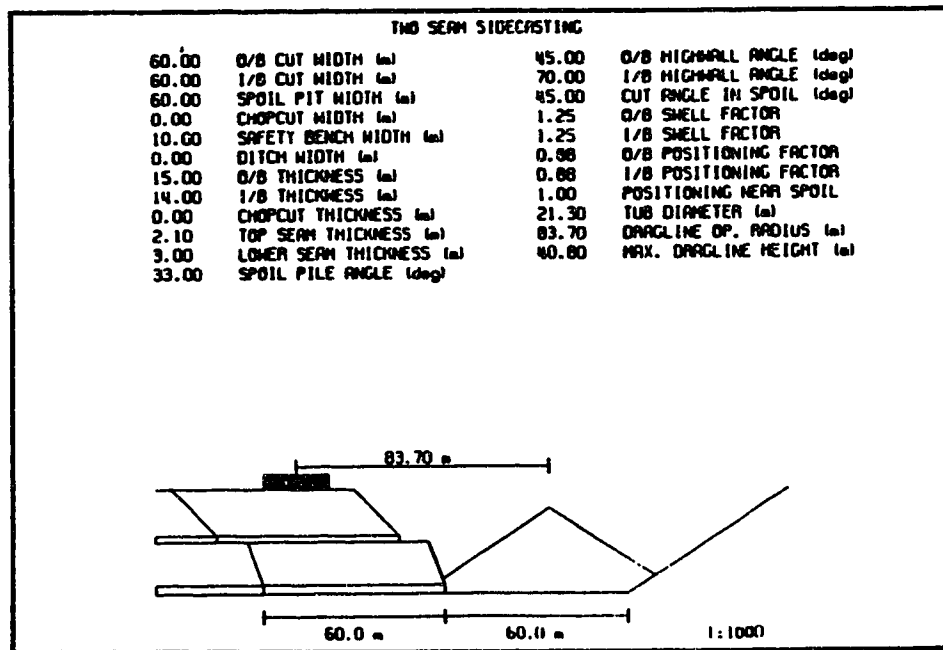 TWO SEAM SIDECASTING
60.00 O/B CUT WIDTH (m) 45.00 O/B HIGHWALL ANGLE (deg)
60.00 I/B CUT WIDTH (m) 70.00 I/B HIGHWALL ANGLE (deg)
60.00 SPOIL PIT WIDTH (m) 45.00 CUT ANGLE IN SPOIL (deg)
0.00 CHOPCUT WIDTH (m) 1.25 O/B SWELL FACTOR
10.00 SAFETY BENCH WIDTH (m) 1.25 I/B SWELL FACTOR
0.00 DITCH WIDTH (m) 0.88 O/B POSITIONING FACTOR
15.00 O/B THICKNESS (m) 0.88 I/B POSITIONING FACTOR
14.00 I/B THICKNESS (m) 1.00 POSITIONING NEAR SPOIL
0.00 CHOPCUT THICKNESS (m) 21.30 TUB DIAMETER (m)
2.10 TOP SEAM THICKNESS (m) 83.70 DRAGLINE OP. RADIUS (m)
3.00 LOWER SEAM THICKNESS (m) 40.80 MAX. DRAGLINE HEIGHT (m)
33.00 SPOIL PILE ANGLE (deg)
83.70 m
60.0 m 60.0 m 1:1000